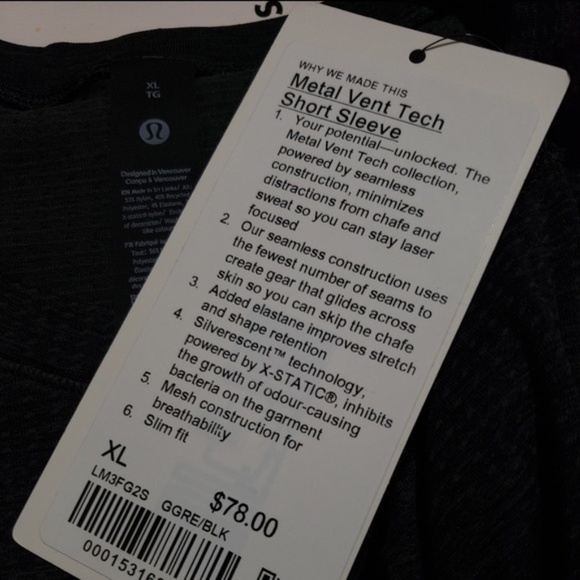 S
XL
TG
Designed in Vancouver
Conçu à Vancouver
WHY WE MADE THIS
Metal Vent Tech
Short Sleeve
1. Your potential—unlocked. The
Metal Vent Tech collection,
powered by seamless
construction, minimizes
distractions from chafe and
sweat so you can stay laser
focused
2. Our seamless construction uses
the fewest number of seams to
create gear that glides across
skin so you can skip the chafe
3. Added elastane improves stretch
and shape retention
4. Silverescent™ technology,
powered by X-STATIC®, inhibits
the growth of odour-causing
bacteria on the garment
5. Mesh construction for
breathability
6. Slim fit
XL
LM3FG2S GGRE/BLK
$78.00